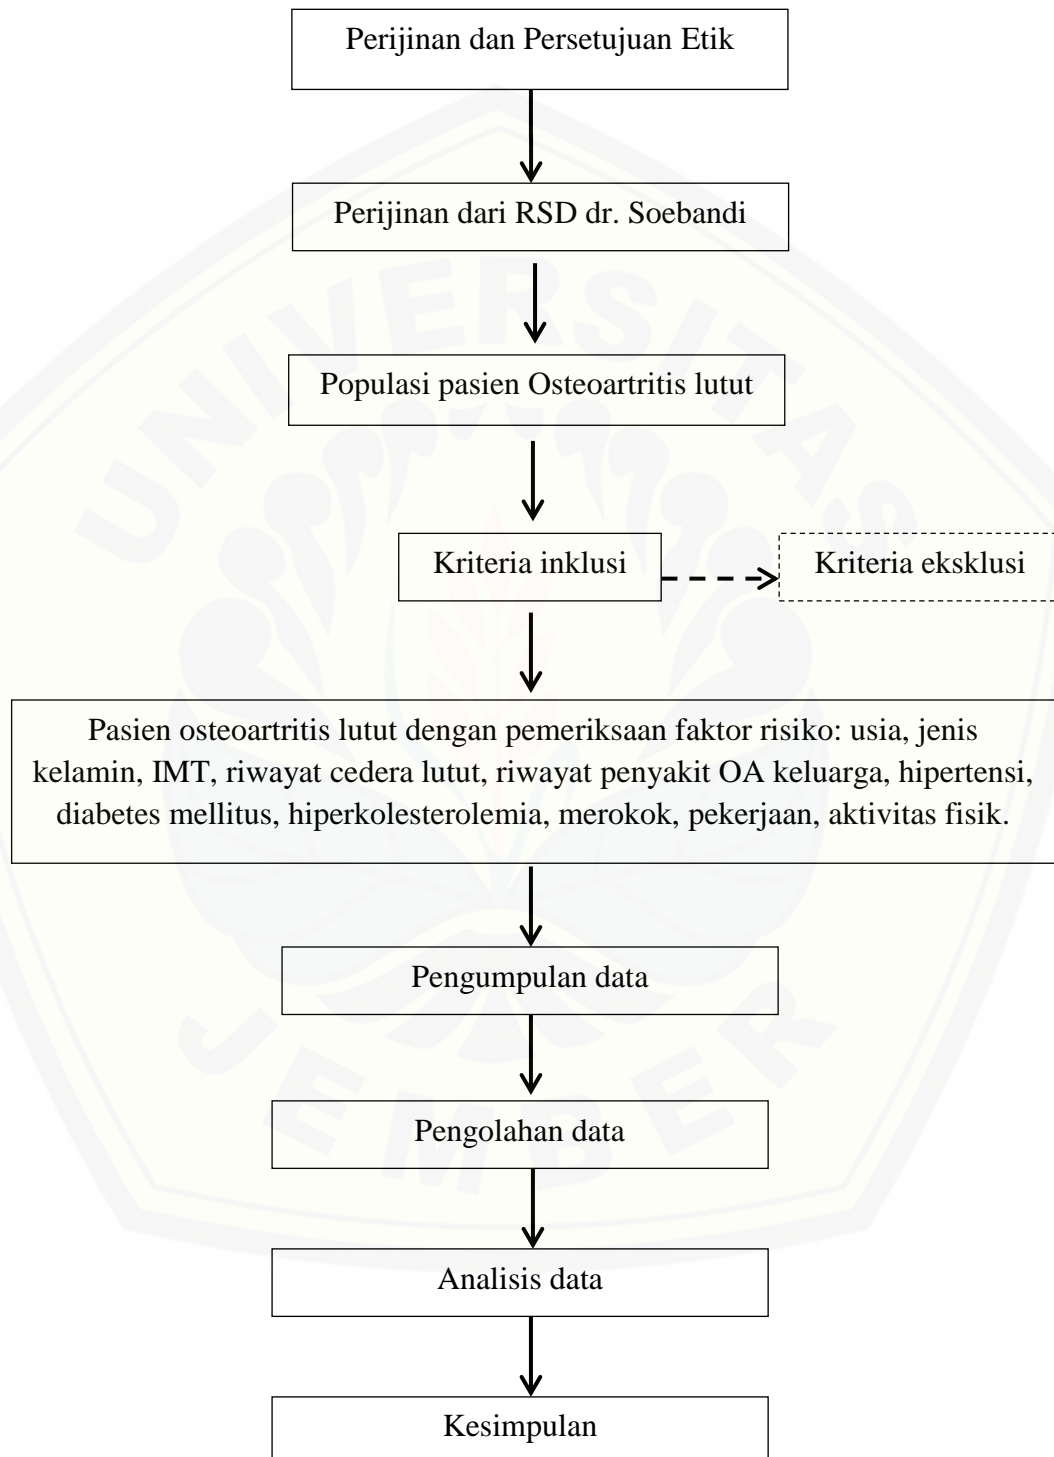 Perijinan dan Persetujuan Etik
Perijinan dari RSD dr. Soebandi
Populasi pasien Osteoartritis lutut
Kriteria inklusi
Kriteria eksklusi
Pasien osteoartritis lutut dengan pemeriksaan faktor risiko: usia, jenis
kelamin, IMT, riwayat cedera lutut, riwayat penyakit OA keluarga, hipertensi,
diabetes mellitus, hiperkolesterolemia, merokok, pekerjaan, aktivitas fisik.
Pengumpulan data
Pengolahan data
Analisis data
Kesimpulan
UNIVERSITAS
JEMBER